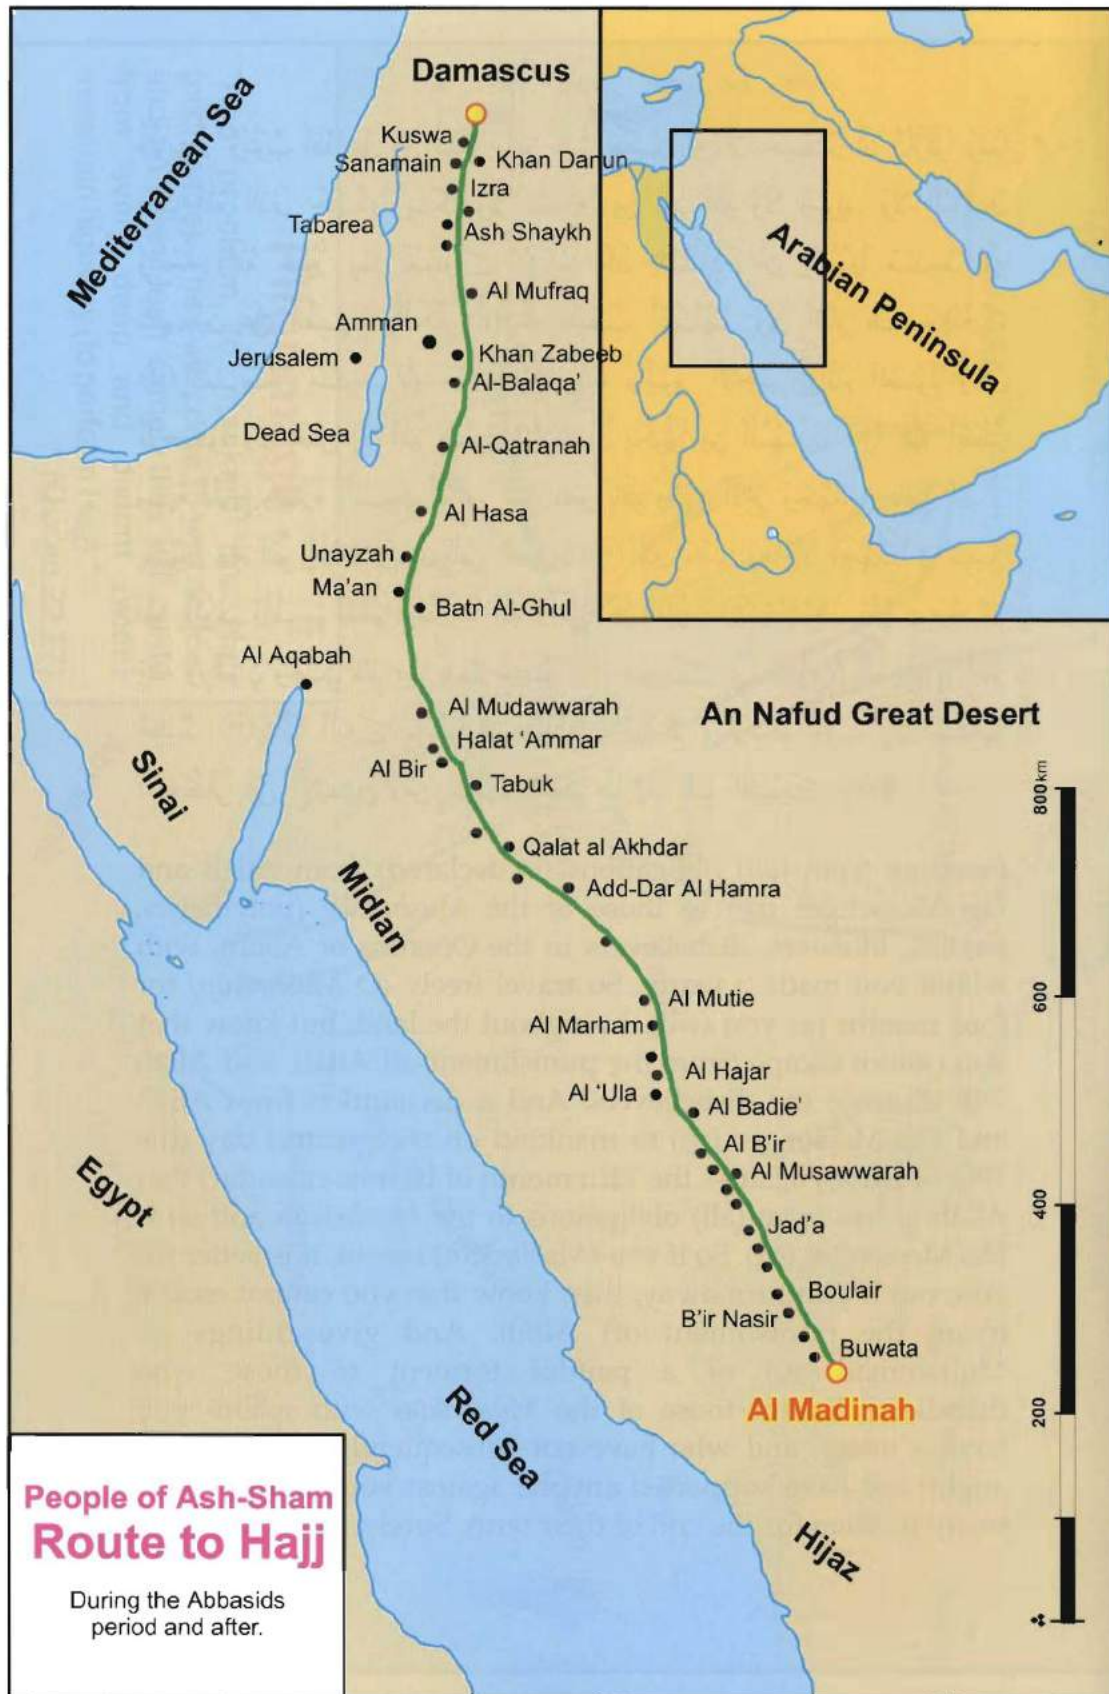 Damascus
Mediterranean Sea
Kuswa
Sanamain
Khan Danun
Izra
Tabarea
Ash Shaykh
Arabian Peninsula
Al Mufraq
Amman
Jerusalem
Khan Zabeeb
Al-Balaqa'
Dead Sea
Al-Qatranah
Al Hasa
Unayzah
Ma'an
Batn Al-Ghul
Al Aqabah
Al Mudawwarah
An Nafud Great Desert
Halat 'Ammar
Al Bir
Tabuk
Sinai
800 km
Qalat al Akhdar
Midian
Add-Dar Al Hamra
Al Mutie
600
Al Marham
Al Hajar
Al 'Ula
Al Badie'
Al B'ir
Al Musawwarah
Egypt
400
Jad'a
Boulair
B'ir Nasir
Buwata
Al Madinah
200
Red Sea
People of Ash-Sham
Route to Hajj
During the Abbasids
period and after.
Hijaz